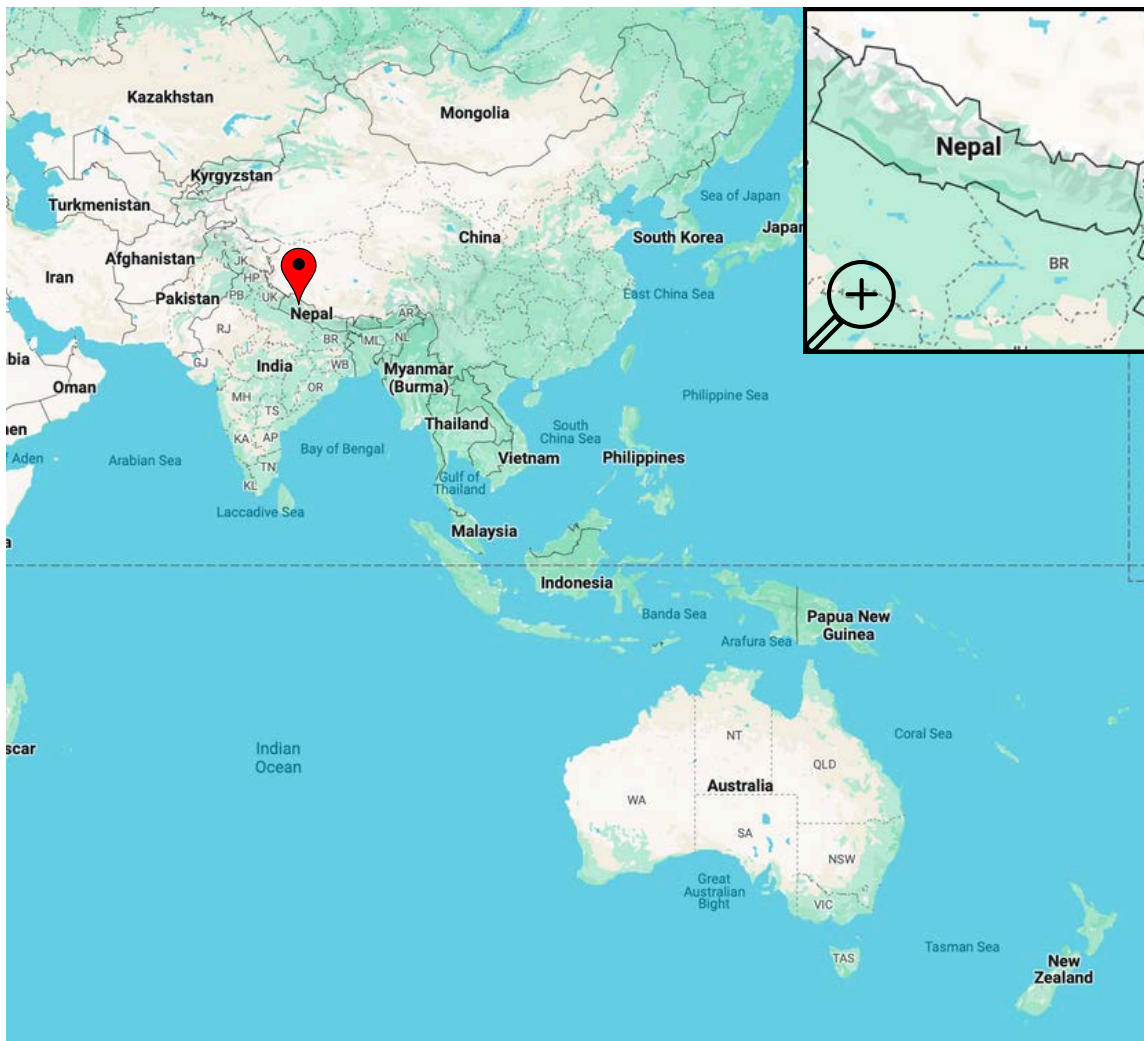 Kazakhstan
Mongolia
Kyrgyzstan
Turkmenistan
Sea of Japan
South Korea
Japan
China
Afghanistan
Iran
JK
HP
PB
UK
Pakistan
East China Sea
Nepal
AR
NL
ML
BR
RJ
India
WB
GJ
OR
Myanmar
(Burma)
bia
Oman
MH
TS
Philippine Sea
Thailand
South
China Sea
en
KA
AP
Bay of Bengal
Arabian Sea
f Aden
Vietnam
Philippines
TN
Gulf of
Thailand
KL
Laccadive Sea
Malaysia
a
Indonesia
Banda Sea
Papua New
Guinea
Arafura Sea
scar
Indian
Ocean
NT
Coral Sea
QLD
Australia
WA
SA
NSW
Great
Australian
Bight
VIC
Tasman Sea
TAS
New
Zealand
Nepal
BR